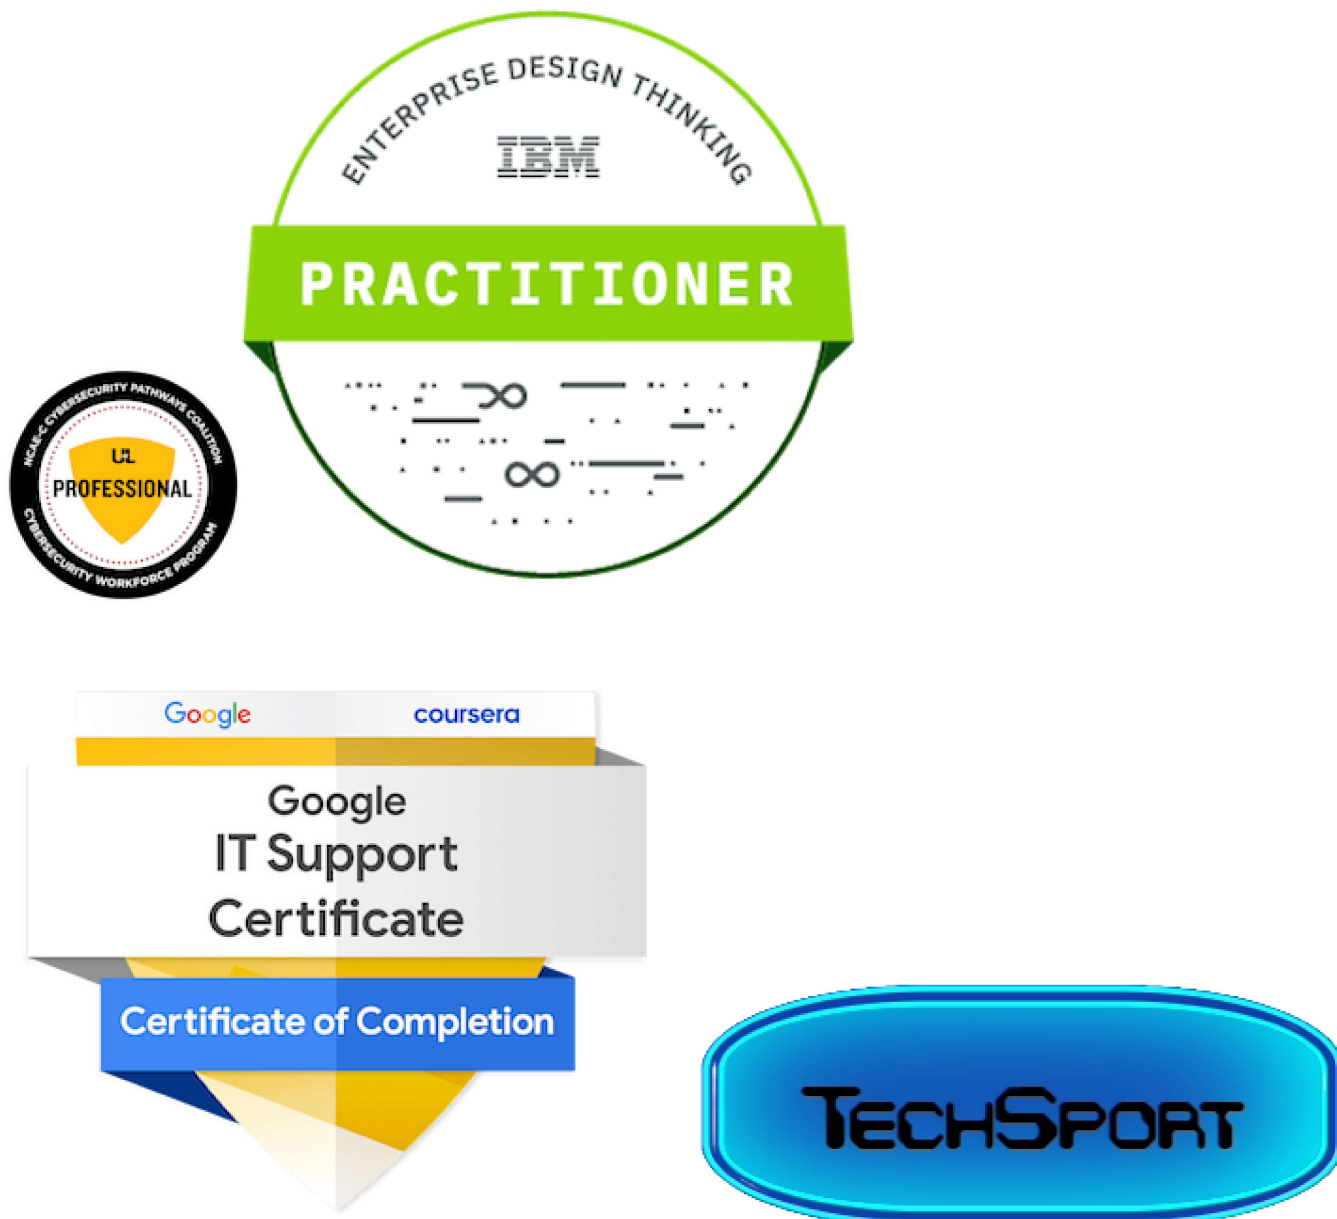 ENTERPRISE DESIGN THINKING
IBM
PRACTITIONER
NCAE-C CYBERSECURITY PATHWAYS COALITION
UL
PROFESSIONAL
CYBERSECURITY WORKFORCE PROGRAM
Google coursera
Google
IT Support
Certificate
Certificate of Completion
TECHSPORT